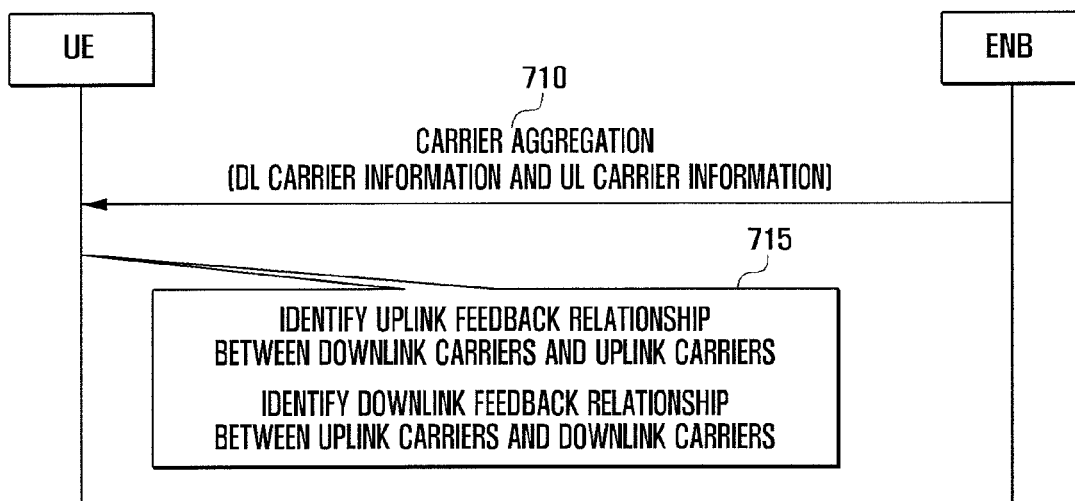 UE
ENB
710
CARRIER AGGREGATION
(DL CARRIER INFORMATION AND UL CARRIER INFORMATION)
715
IDENTIFY UPLINK FEEDBACK RELATIONSHIP
BETWEEN DOWNLINK CARRIERS AND UPLINK CARRIERS
IDENTIFY DOWNLINK FEEDBACK RELATIONSHIP
BETWEEN UPLINK CARRIERS AND DOWNLINK CARRIERS